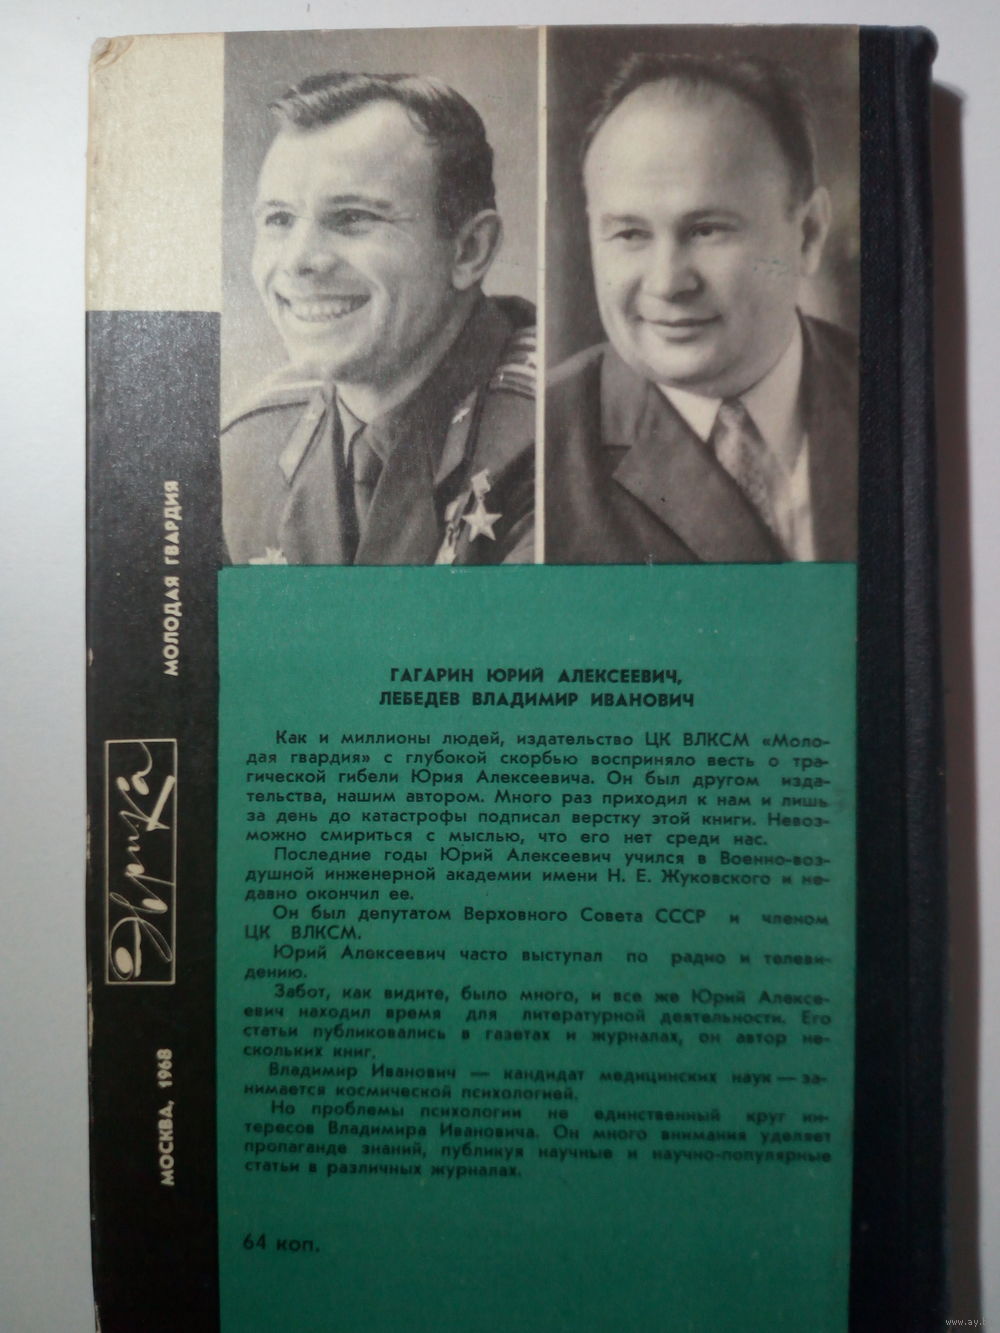 ГАГАРИН ЮРИЙ АЛЕКСЕЕВИЧ,
ЛЕБЕДЕВ ВЛАДИМИР ИВАНОВИЧ
Как и миллионы людей, издательство ЦК ВЛКСМ «Моло-
дая гвардия» с глубокой скорбью восприняло весть о тра-
гической гибели Юрия Алексеевича. Он был другом изда-
тельства, нашим автором. Много раз приходил к нам и лишь
за день до катастрофы подписал верстку этой книги. Невоз-
можно смириться с мыслью, что его нет среди нас.
Последние годы Юрий Алексеевич учился в Военно-воз-
душной инженерной академии имени Н. Е. Жуковского и не-
давно окончил ее.
Он был депутатом Верховного Совета СССР и членом
ЦК ВЛКСМ.
Юрий Алексеевич часто выступал по радио и телеви-
дению.
Забот, как видите, было много, и все же Юрий Алексе-
евич находил время для литературной деятельности. Его
статьи публиковались в газетах и журналах, он автор не-
скольких книг.
Владимир Иванович — кандидат медицинских наук — за-
нимается космической психологией.
Но проблемы психологии не единственный круг ин-
тересов Владимира Ивановича. Он много внимания уделяет
пропаганде знаний, публикуя научные и научно-популярные
статьи в различных журналах.
64 коп.
МОЛОДАЯ ГВАРДИЯ
Эврика
МОСКВА, 1968